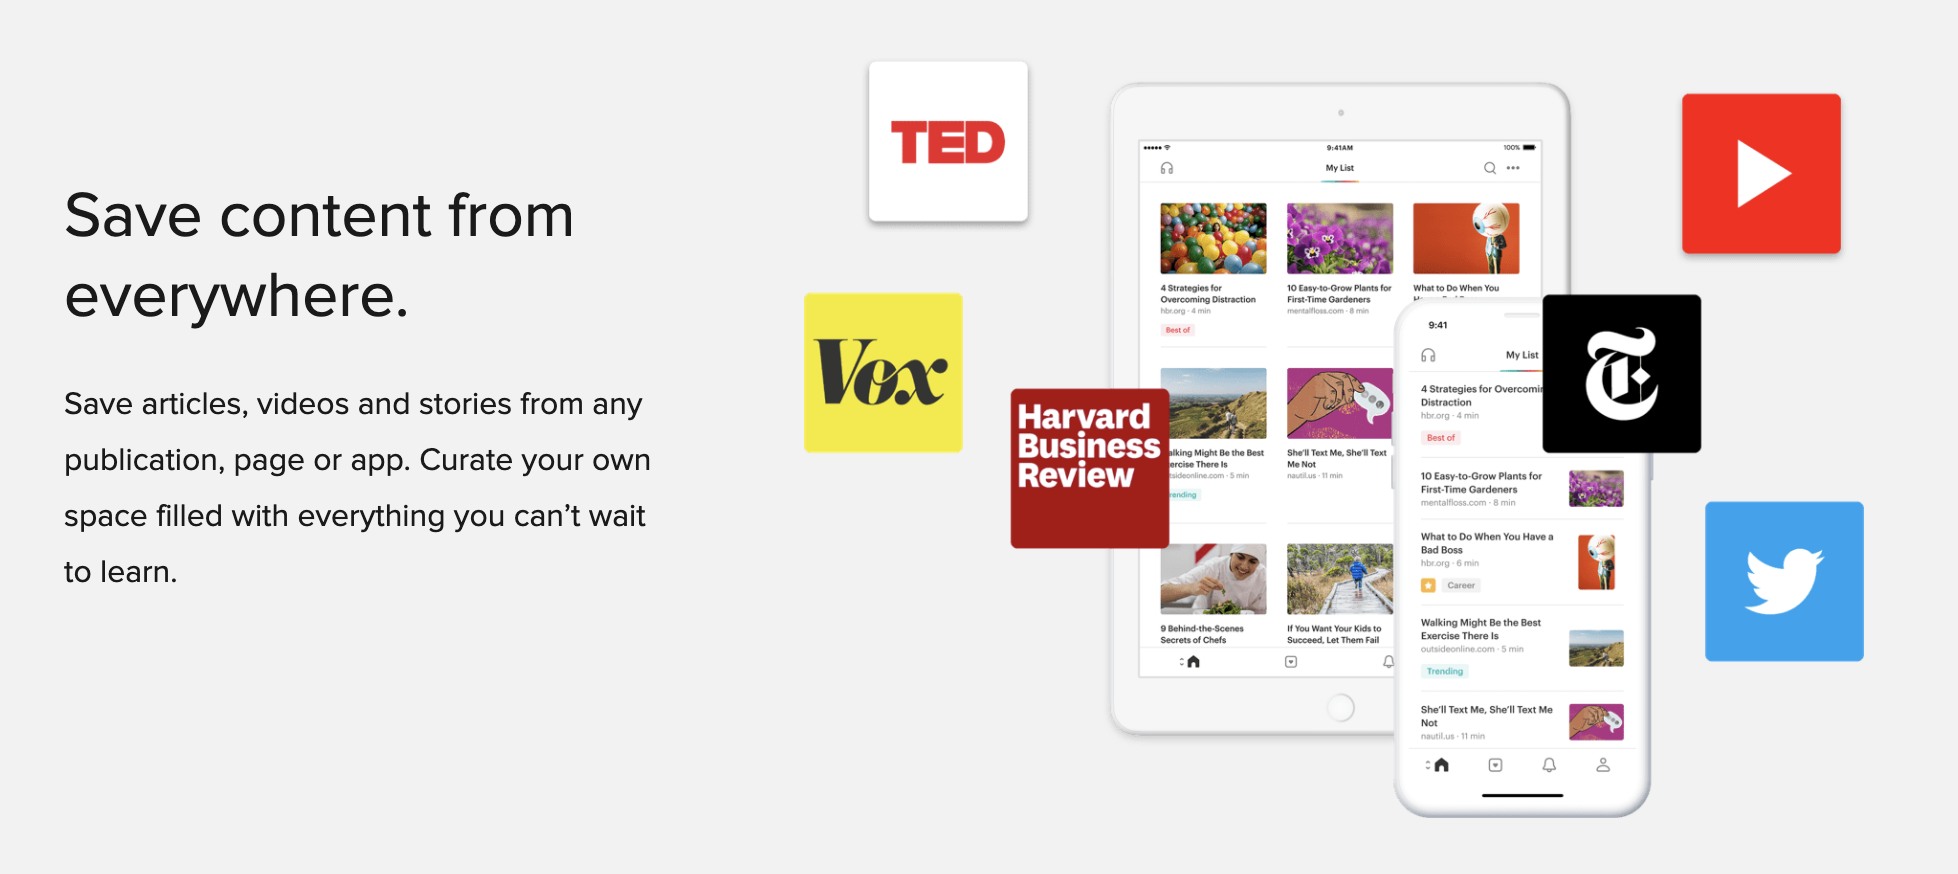 Save content from
everywhere.
Save articles, videos and stories from any
publication, page or app. Curate your own
space filled with everything you can’t wait
to learn.
TED
Vox
Harvard
Business
Review
9:41AM
100%
My List
4 Strategies for
Overcoming Distraction
hbr.org · 4 min
Best of
10 Easy-to-Grow Plants for
First-Time Gardeners
mentalfloss.com · 8 min
What to Do When You
alking Might Be the Best
ercise There Is
tsideonline.com · 5 min
rending
She’ll Text Me, She’ll Text
Me Not
nautil.us · 11 min
9 Behind-the-Scenes
Secrets of Chefs
If You Want Your Kids to
Succeed, Let Them Fail
9:41
My List
4 Strategies for Overcomin
Distraction
hbr.org · 4 min
Best of
10 Easy-to-Grow Plants for
First-Time Gardeners
mentalfloss.com · 8 min
What to Do When You Have a
Bad Boss
hbr.org · 6 min
Career
Walking Might Be the Best
Exercise There Is
outsideonline.com · 5 min
Trending
She’ll Text Me, She’ll Text Me
Not
nautil.us · 11 min
T